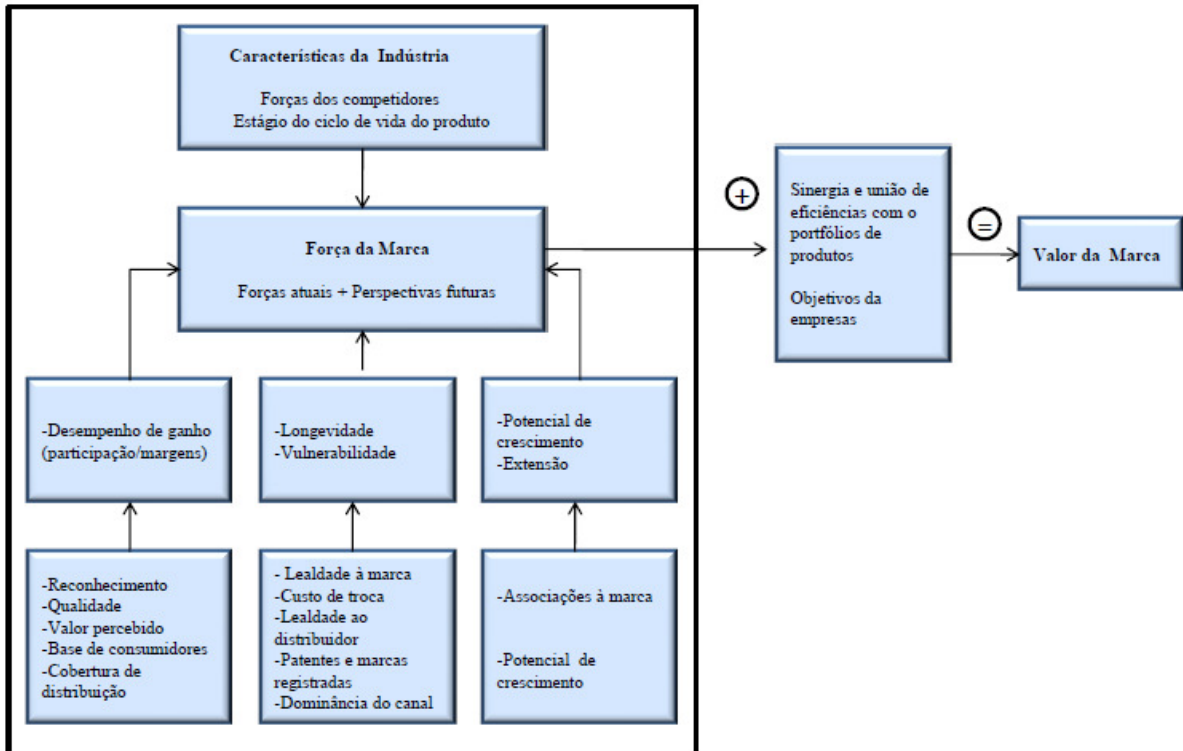 Características da Indústria
Forças dos competidores
Estágio do ciclo de vida do produto
Força da Marca
Forças atuais + Perspectivas futuras
+
Sinergia e união de
eficiências com o
portfólios de
produtos
Objetivos da
empresas
=
Valor da Marca
-Desempenho de ganho
(participação/margens)
-Longevidade
-Vulnerabilidade
-Potencial de
crescimento
-Extensão
-Reconhecimento
-Qualidade
-Valor percebido
-Base de consumidores
-Cobertura de
distribuição
- Lealdade à marca
-Custo de troca
-Lealdade ao
distribuidor
-Patentes e marcas
registradas
-Dominância do canal
-Associações à marca
-Potencial de
crescimento